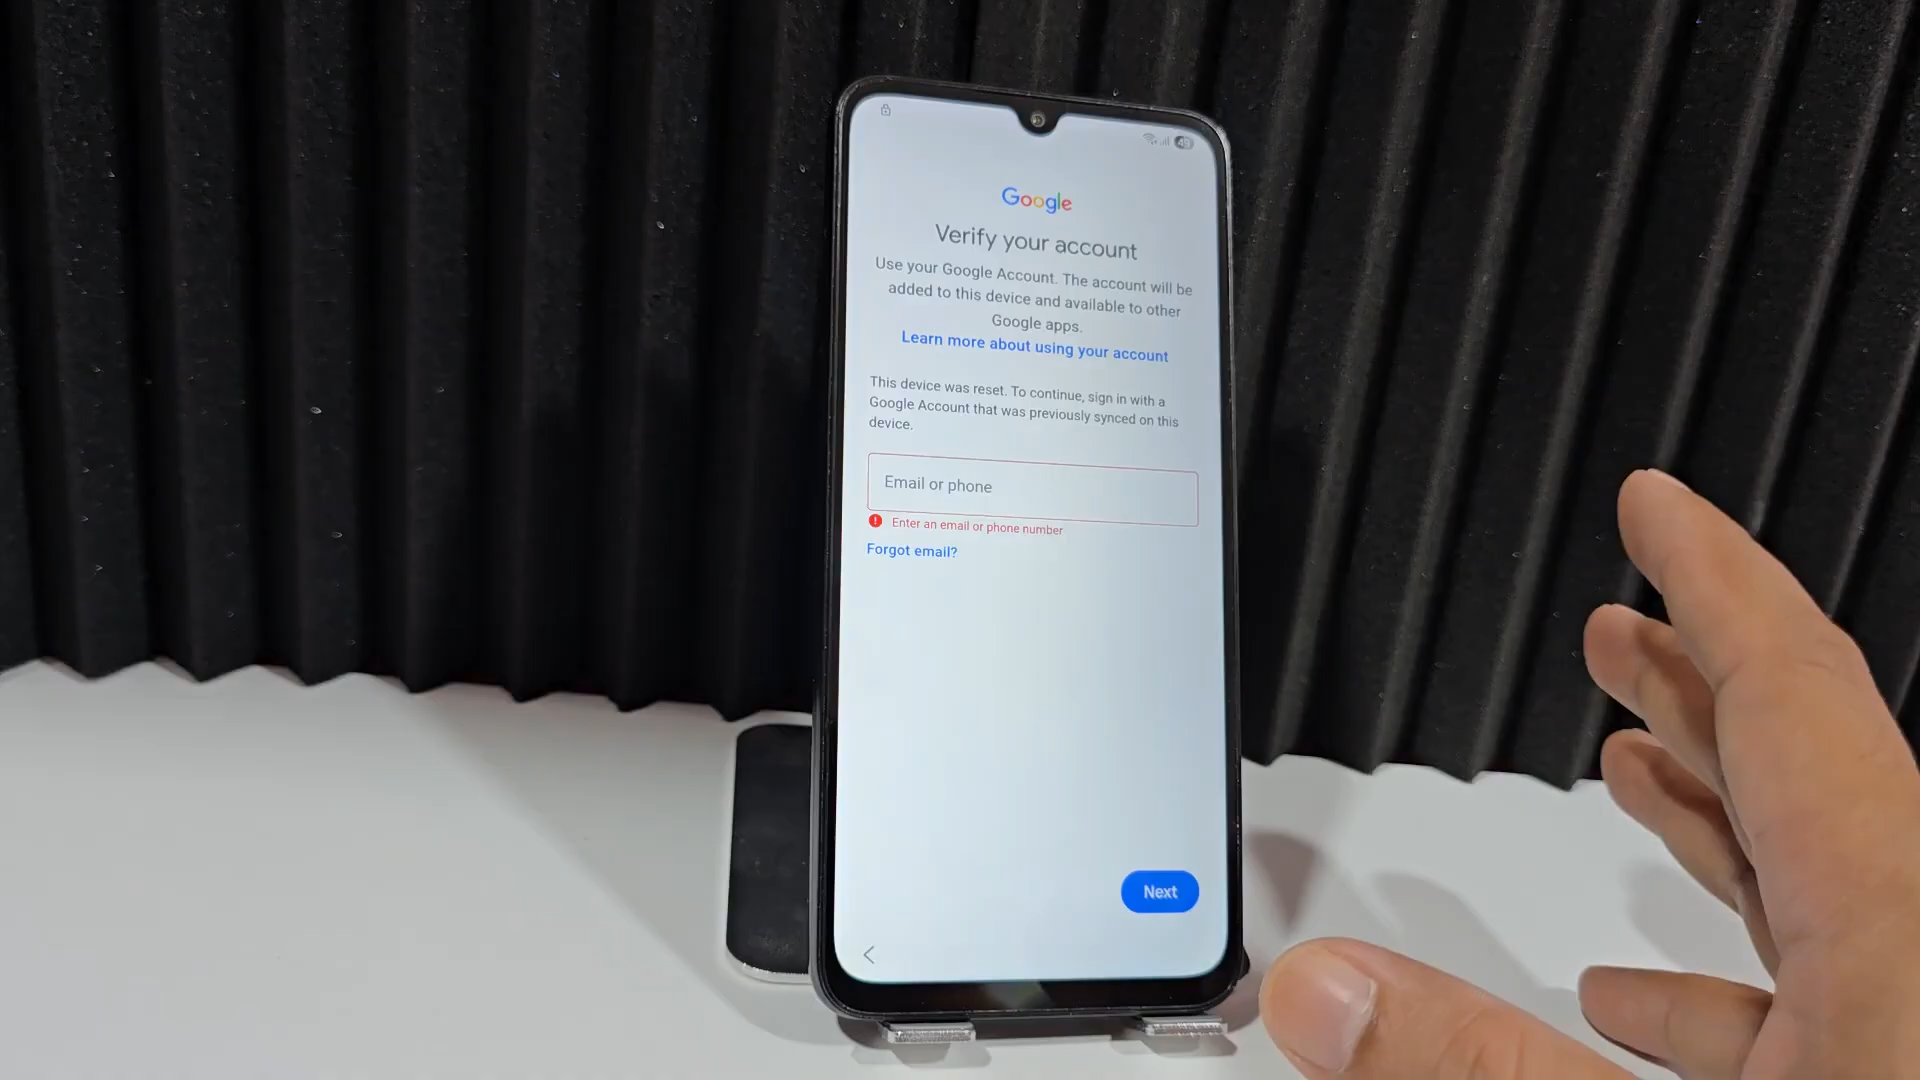 49
Google
Verify your account
Use your Google Account. The account will be
added to this device and available to other
Google apps.
Learn more about using your account
This device was reset. To continue, sign in with a
Google Account that was previously synced on this
device.
Email or phone
Enter an email or phone number
Forgot email?
Next